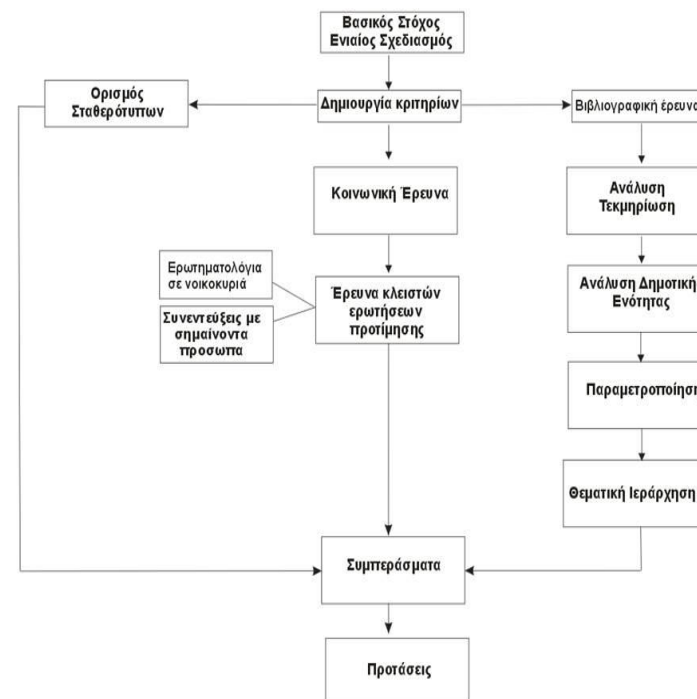 Βασικός Στόχος
Ενιαίος Σχεδιασμός
Ορισμός
Σταθερότυπων
Δημιουργία κριτηρίων
Βιβλιογραφική έρευνα
Κοινωνική Έρευνα
Ανάλυση
Τεκμηρίωση
Ερωτηματολόγια
σε νοικοκυριά
Συνεντεύξεις με
σημαίνοντα
προσωπα
Έρευνα κλειστών
ερωτήσεων
προτίμησης
Ανάλυση Δημοτική
Ενότητας
Παραμετροποίηση
Θεματική Ιεράρχηση
Συμπεράσματα
Προτάσεις